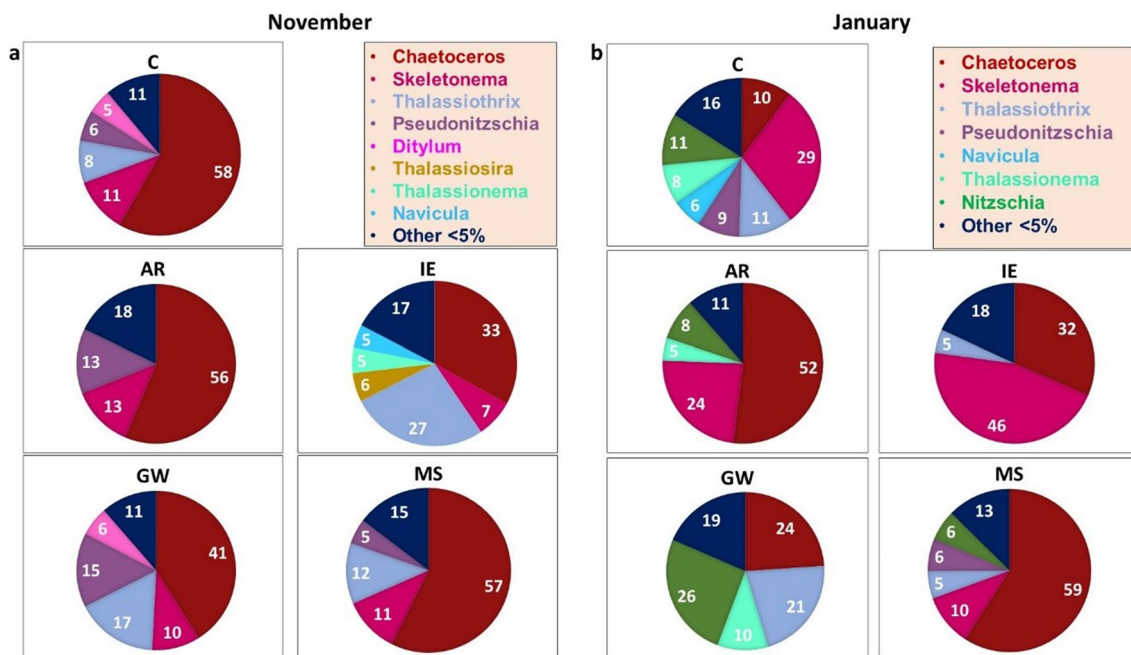 November
January
a
C
58
11
8
6
5
11
• Chaetoceros
• Skeletonema
• Thalassiothrix
• Pseudonitzschia
• Ditylum
• Thalassiosira
• Thalassionema
• Navicula
• Other <5%
AR
56
13
13
18
IE
33
7
27
6
5
5
17
GW
41
10
17
15
6
11
MS
57
11
12
5
15
b
C
10
29
11
9
6
8
11
16
• Chaetoceros
• Skeletonema
• Thalassiothrix
• Pseudonitzschia
• Navicula
• Thalassionema
• Nitzschia
• Other <5%
AR
52
24
5
8
11
IE
32
46
5
18
GW
24
21
10
26
19
MS
59
10
5
6
6
13